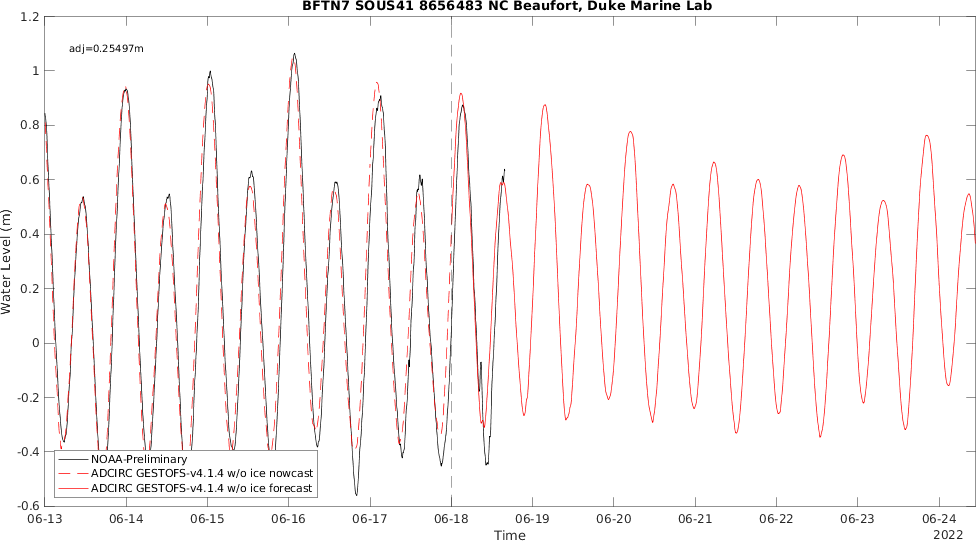 BFTN7 SOUS41 8656483 NC Beaufort, Duke Marine Lab
adj=0.25497m
Water Level (m)
1.2
1
0.8
0.6
0.4
0.2
0
-0.2
-0.4
-0.6
NOAA-Preliminary
ADCIRC GESTOFS-v4.1.4 w/o ice nowcast
ADCIRC GESTOFS-v4.1.4 w/o ice forecast
06-13 06-14 06-15 06-16 06-17 06-18 06-19 06-20 06-21 06-22 06-23 06-24
Time
2022